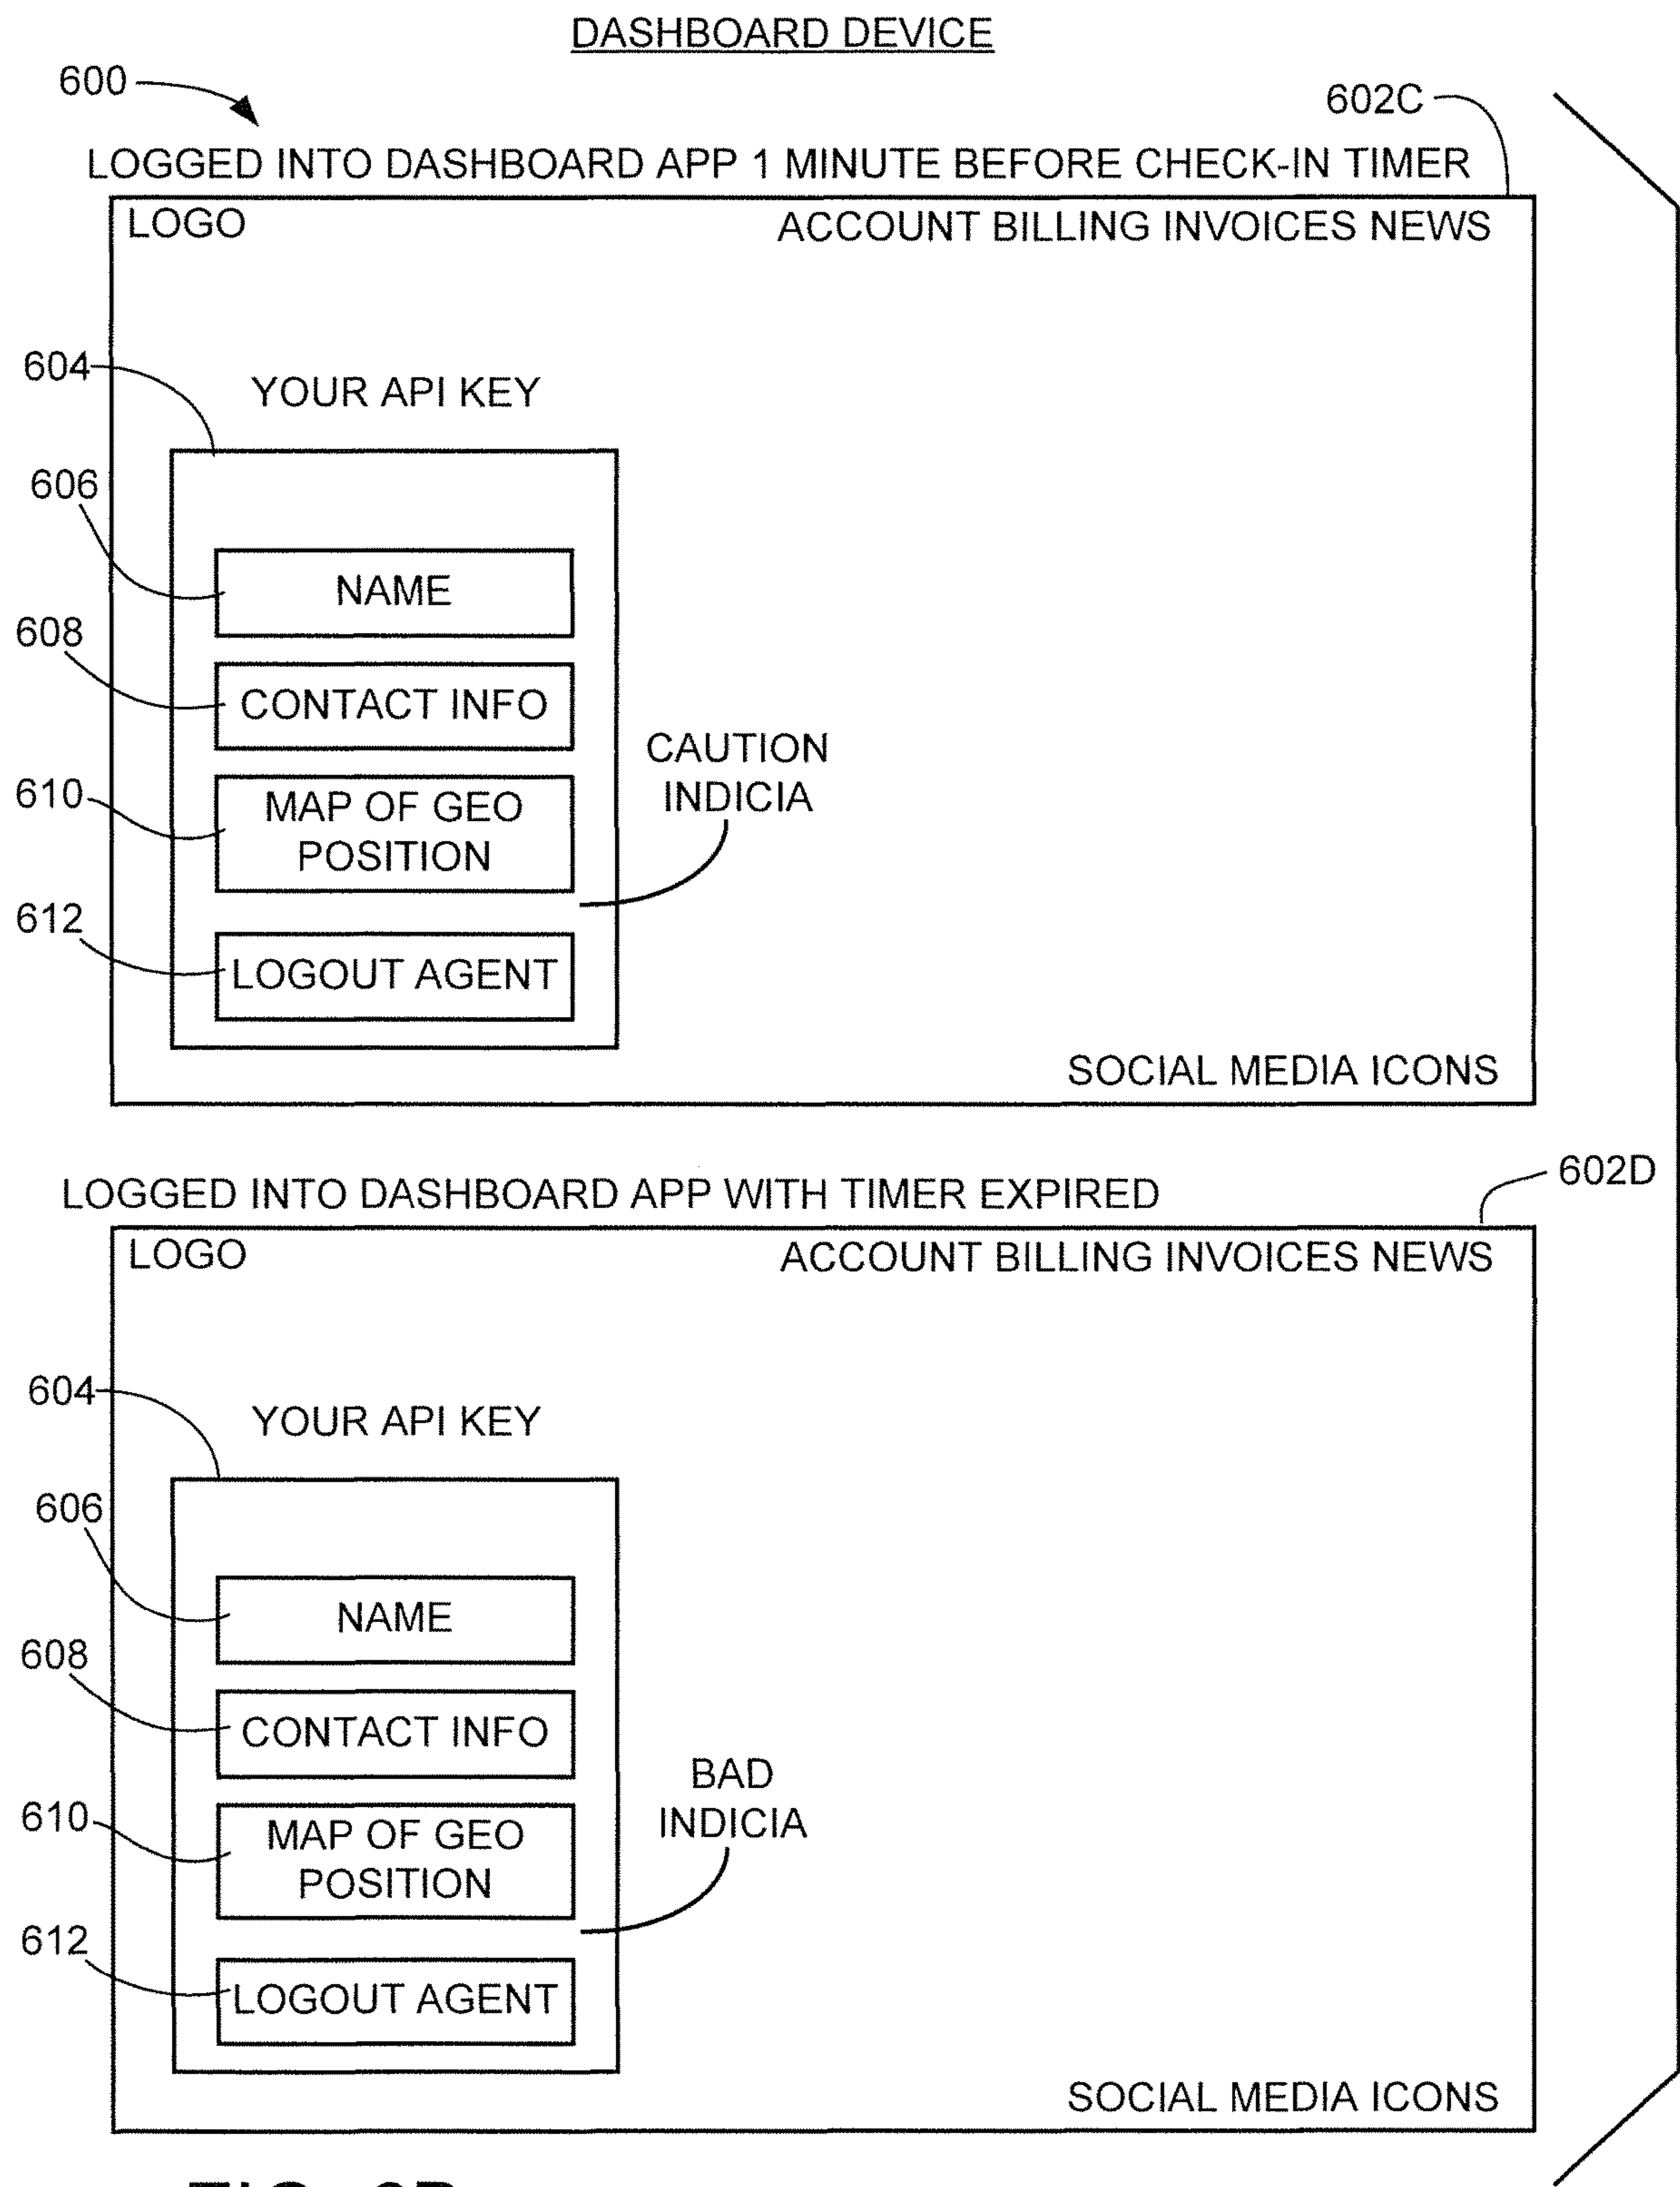 DASHBOARD DEVICE
600
602C
LOGGED INTO DASHBOARD APP 1 MINUTE BEFORE CHECK-IN TIMER
LOGO
ACCOUNT BILLING INVOICES NEWS
604
YOUR API KEY
606
NAME
608
CONTACT INFO
CAUTION
INDICIA
610
MAP OF GEO
POSITION
612
LOGOUT AGENT
SOCIAL MEDIA ICONS
602D
LOGGED INTO DASHBOARD APP WITH TIMER EXPIRED
LOGO
ACCOUNT BILLING INVOICES NEWS
604
YOUR API KEY
606
NAME
608
CONTACT INFO
BAD
INDICIA
610
MAP OF GEO
POSITION
612
LOGOUT AGENT
SOCIAL MEDIA ICONS